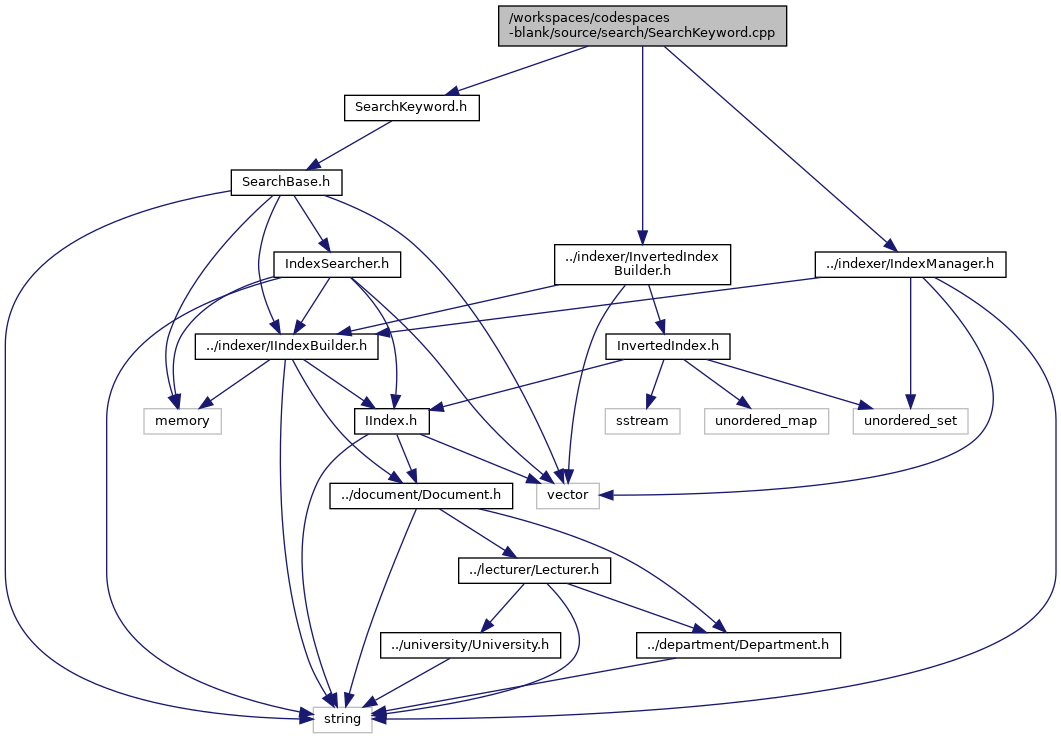 /workspaces/codespaces
-blank/source/search/SearchKeyword.cpp
SearchKeyword.h
SearchBase.h
IndexSearcher.h
../indexer/InvertedIndex
Builder.h
../indexer/IndexManager.h
../indexer/IIndexBuilder.h
InvertedIndex.h
memory
IIndex.h
sstream
unordered_map
unordered_set
../document/Document.h
vector
../lecturer/Lecturer.h
../university/University.h
../department/Department.h
string